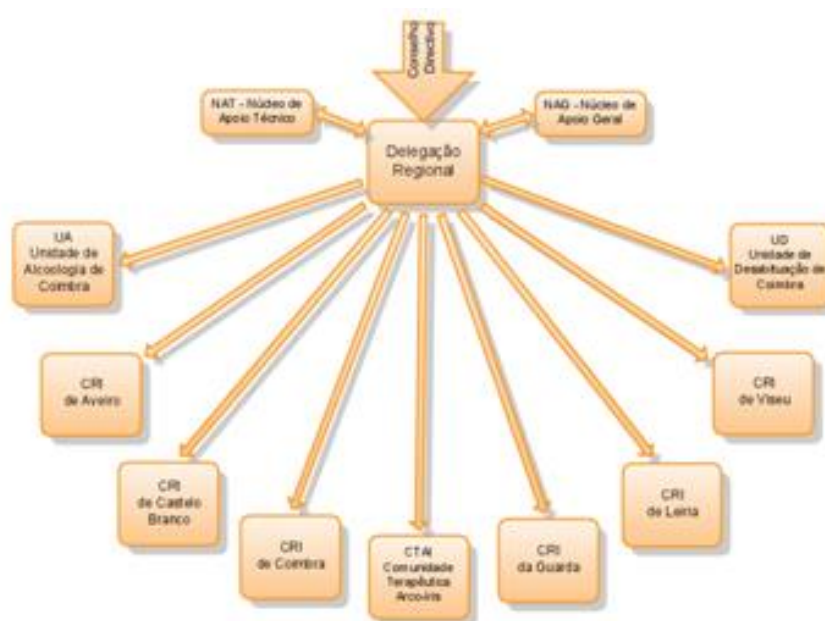 Conselho
Directivo
NAT - Núcleo de
Apoio Técnico
NAG - Núcleo de
Apoio Geral
Delegação
Regional
UA
Unidade de
Alcoologia de
Coimbra
UD
Unidade de
Desabituação de
Coimbra
CRI
de Aveiro
CRI
de Viseu
CRI
de Castelo
Branco
CRI
de Leiria
CRI
de Coimbra
CTAI
Comunidade
Terapêutica
Arco-íris
CRI
da Guarda